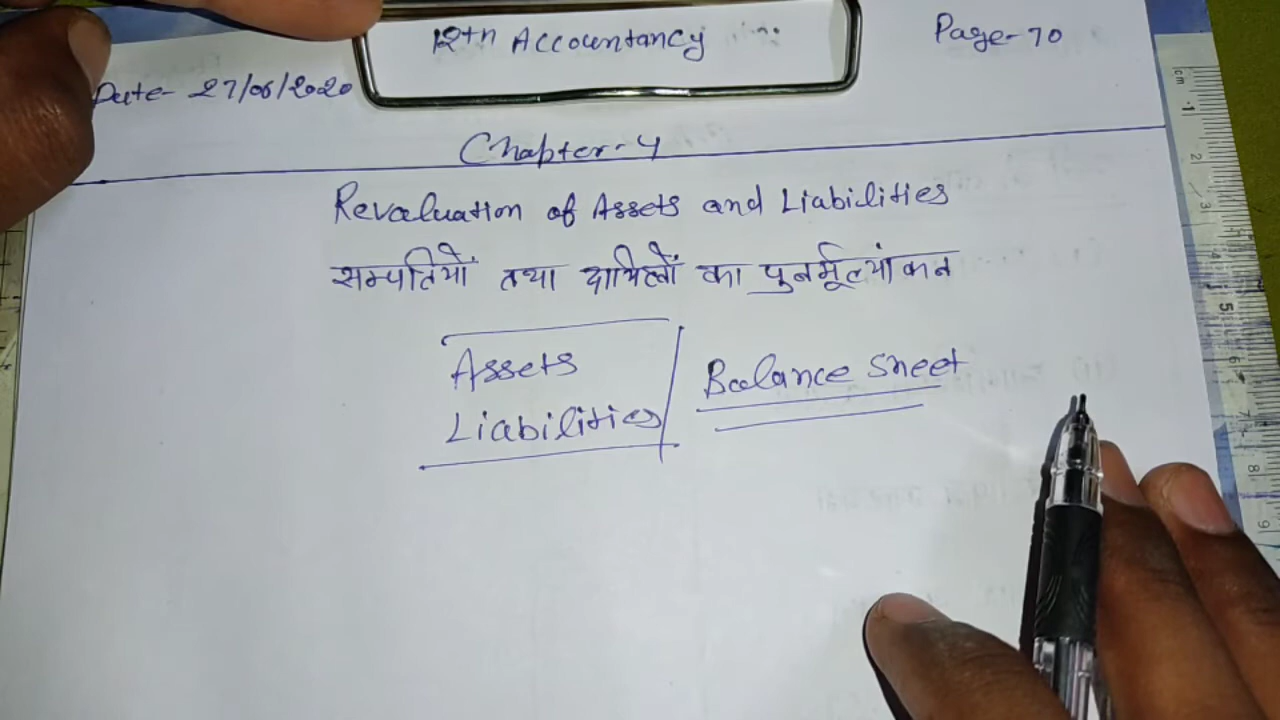 12th Accountancy
Page-70
Date- 27/06/2020
Chapter-4
Revaluation of Assets and Liabilities
सम्पतियों तथा दायित्वों का पुनर्मूल्यांकन
Assets
Liabilities
Balance Sheet